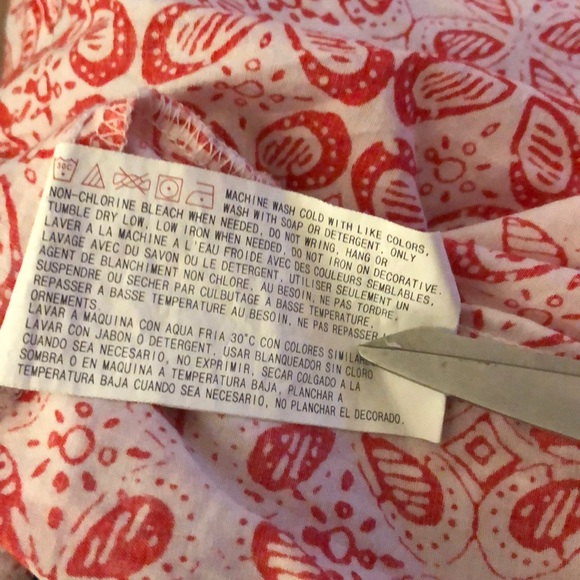 30C
MACHINE WASH COLD WITH LIKE COLORS,
WASH WITH SOAP OR DETERGENT, ONLY
NON-CHLORINE BLEACH WHEN NEEDED, DO NOT WRING, HANG OR
TUMBLE DRY LOW, LOW IRON WHEN NEEDED, DO NOT IRON ON DECORATIVE.
LAVER A LA MACHINE A L'EAU FROIDE AVEC DES COULEURS SEMBLABLES,
LAVAGE AVEC DU SAVON OU LE DETERGENT, UTILISER SEULEMENT UN
AGENT DE BLANCHIMENT NON CHLORE, AU BESOIN, NE PAS TORDRE,
SUSPENDRE OU SECHER PAR CULBUTAGE A BASSE TEMPERATURE,
REPASSER A BASSE TEMPERATURE AU BESOIN, NE PAS REPASSER
ORNEMENTS.
LAVAR A MAQUINA CON AQUA FRIA 30°C CON COLORES SIMILA
LAVAR CON JABÓN Ó DETERGENT, USAR BLANQUEADOR SIN CLORO
CUANDO SEA NECESARIO, NO EXPRIMIR, SECAR COLGADO A LA
SOMBRA Ó EN MAQUINA A TEMPERATURA BAJA, PLANCHAR A
TEMPERATURA BAJA CUANDO SEA NECESARIO, NO PLANCHAR EL DECORADO.